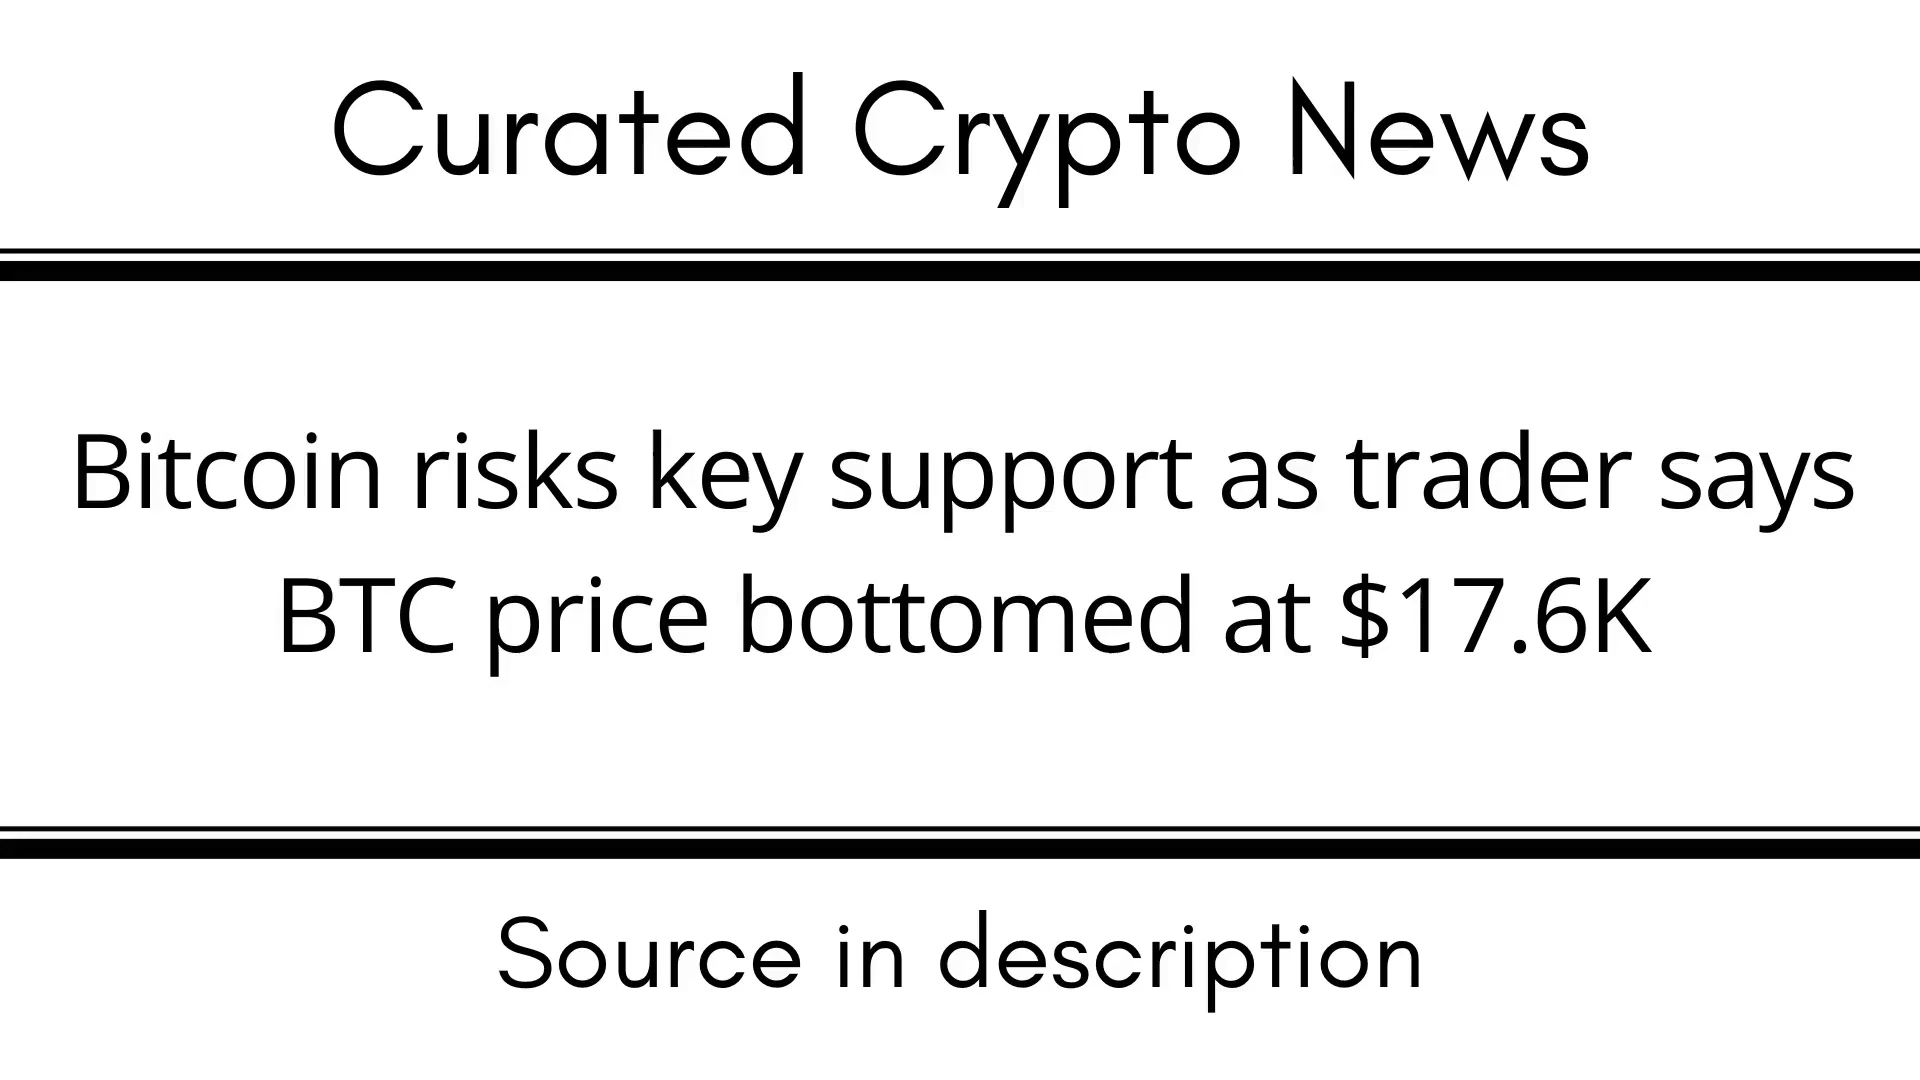 Curated Crypto News
Bitcoin risks key support as trader says
BTC price bottomed at $17.6K
Source in description